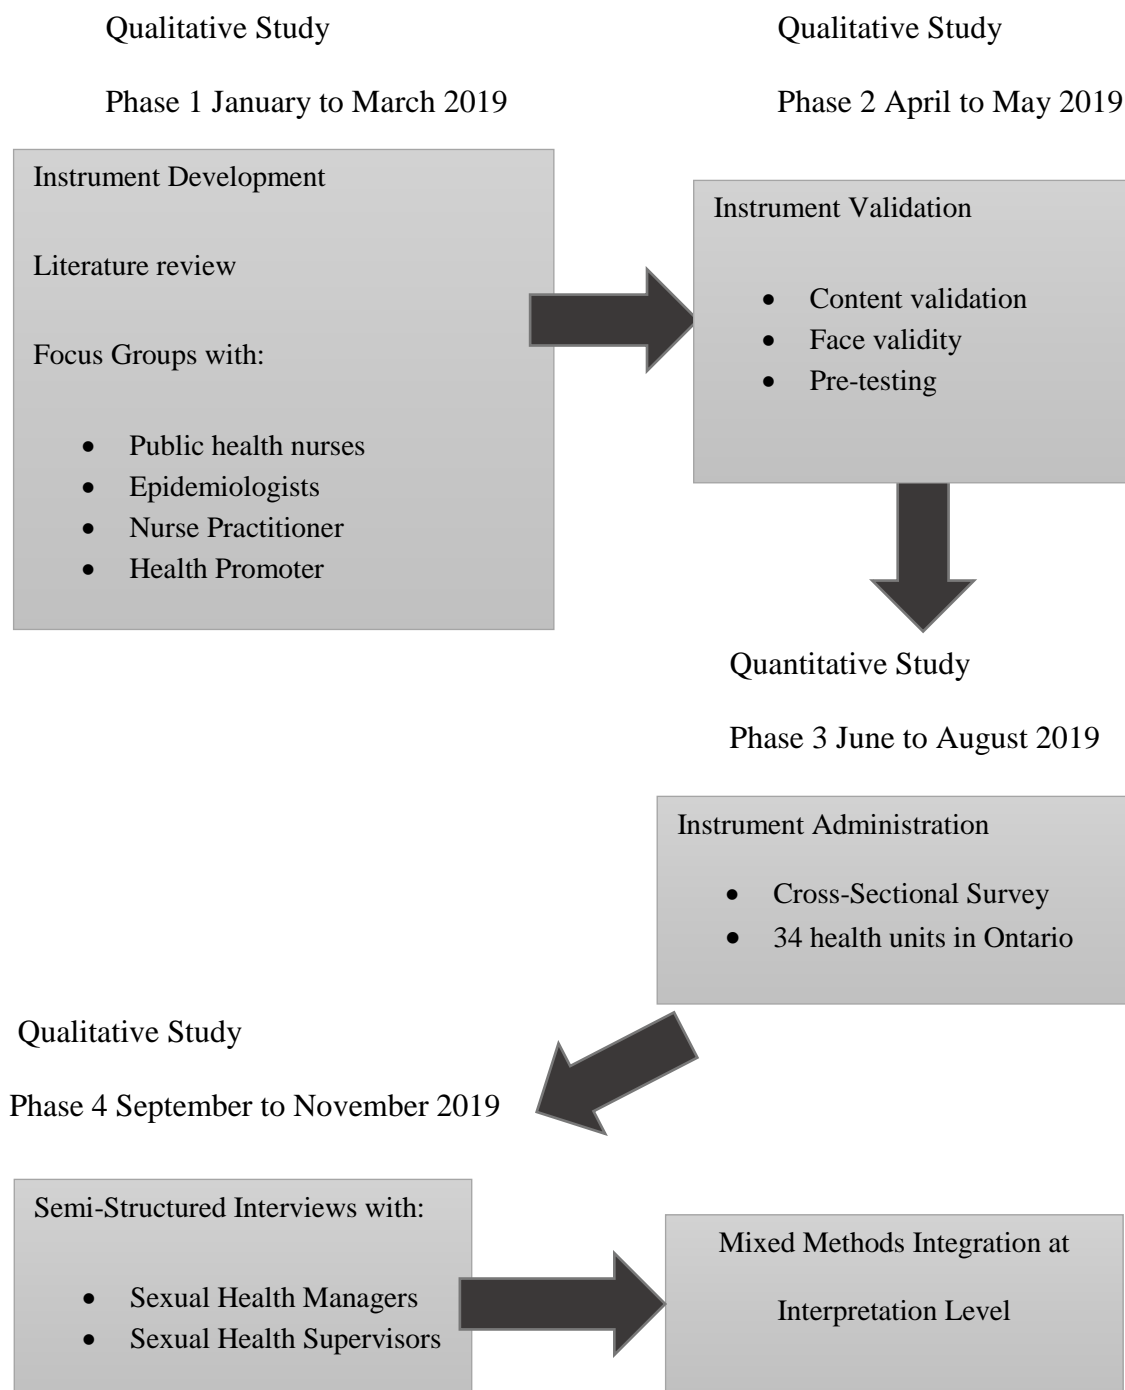 Qualitative Study
Phase 1 January to March 2019
Instrument Development
Literature review
Focus Groups with:
• Public health nurses
• Epidemiologists
• Nurse Practitioner
• Health Promoter
Qualitative Study
Phase 2 April to May 2019
Instrument Validation
• Content validation
• Face validity
• Pre-testing
Quantitative Study
Phase 3 June to August 2019
Instrument Administration
• Cross-Sectional Survey
• 34 health units in Ontario
Qualitative Study
Phase 4 September to November 2019
Semi-Structured Interviews with:
• Sexual Health Managers
• Sexual Health Supervisors
Mixed Methods Integration at
Interpretation Level